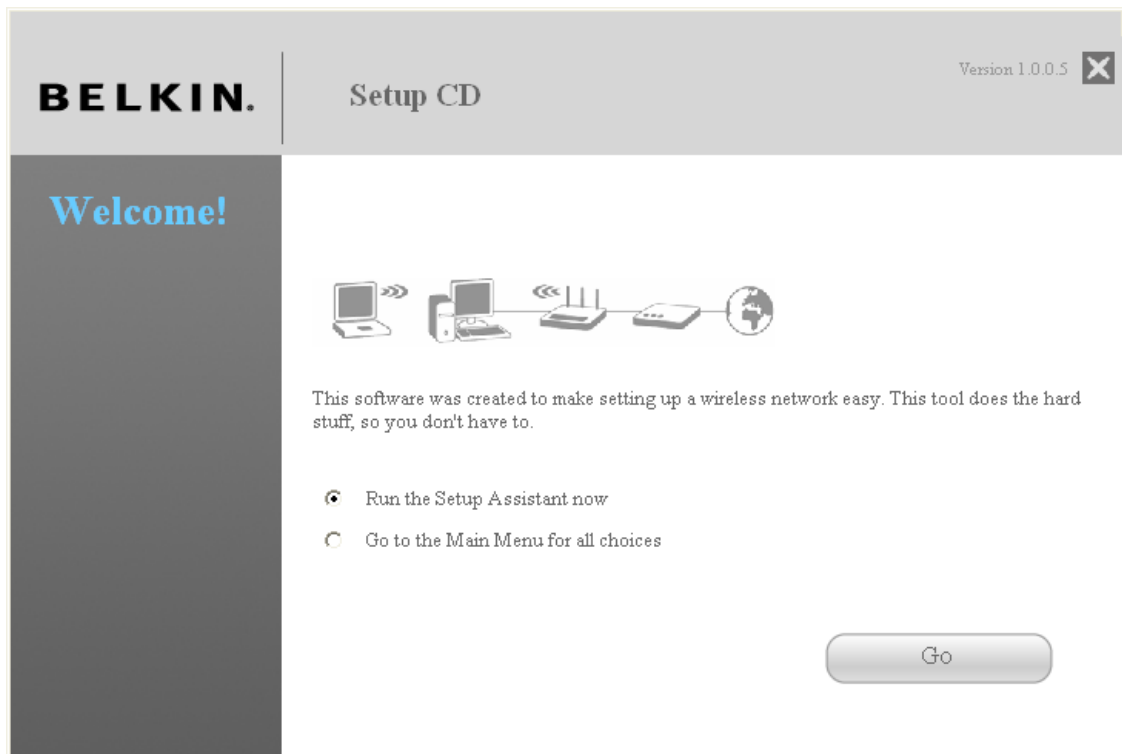 BELKIN.
Setup CD
Version 1.0.0.5
Welcome!
This software was created to make setting up a wireless network easy. This tool does the hard
stuff, so you don't have to.
Run the Setup Assistant now
Go to the Main Menu for all choices
Go